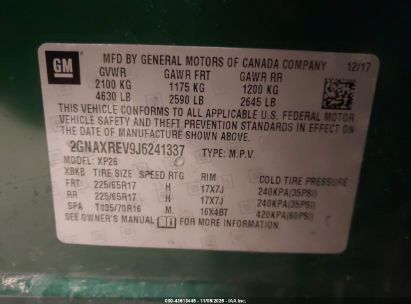 GM
MFD BY GENERAL MOTORS OF CANADA COMPANY 12/17
GVWR GAWR FRT GAWR RR
2100 KG 1175 KG 1200 KG
4630 LB 2590 LB 2645 LB
THIS VEHICLE CONFORMS TO ALL APPLICABLE U.S. FEDERAL MOTOR
VEHICLE SAFETY, BUMPER, AND THEFT PREVENTION STANDARDS IN EFFECT ON
THE DATE OF MANUFACTURE SHOWN ABOVE.
2GNAXREV9J6241337 TYPE: M.P.V.
MODEL: XP26
XBKB TIRE SIZE SPEED RTG RIM COLD TIRE PRESSURE
FRT 225/65R17 H 17X7J 240KPA(35PSI)
RR 225/65R17 H 17X7J 240KPA(35PSI)
SPA T135/70R16 M 16X4BT 420KPA(60PSI)
SEE OWNER'S MANUAL FOR MORE INFORMATION